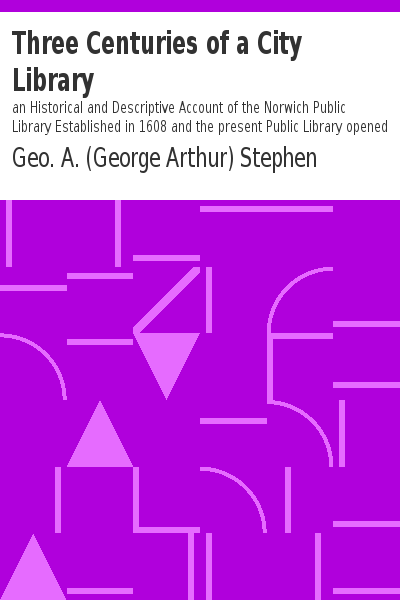 Three Centuries of a City
Library
an Historical and Descriptive Account of the Norwich Public
Library Established in 1608 and the present Public Library opened
Geo. A. (George Arthur) Stephen